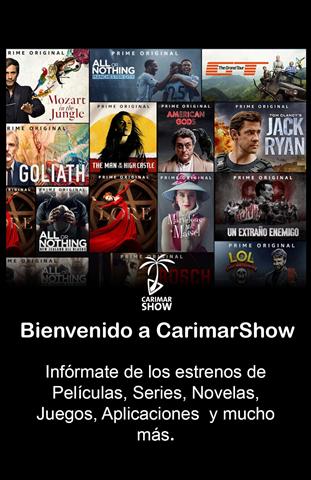 PRIME ORIGINAL
Mozart
in the
Jungle
PRIME ORIGINAL
ALL
OR
NOTHING
MANCHESTER CITY
PRIME ORIGINAL
The Grand Tour
PRIME ORIGINAL
GOLIATH
PRIME ORIGINAL
THE MAN IN THE HIGH CASTLE
PRIME ORIGINAL
AMERICAN
GODS
PRIME ORIGINAL
TOM CLANCY'S
JACK
RYAN
PRIME ORIGINAL
ALL OR
NOTHING
PRIME ORIGINAL
LORE
PRIME ORIGINAL
Marvelous
Mrs. Maisel
PRIME ORIGINAL
UN EXTRAÑO ENEMIGO
PRIME ORIGINAL
BOSCH
PRIME ORIGINAL
LOL
CARIMAR
SHOW
Bienvenido a CarimarShow
Infórmate de los estrenos de
Películas, Series, Novelas,
Juegos, Aplicaciones y mucho
más.